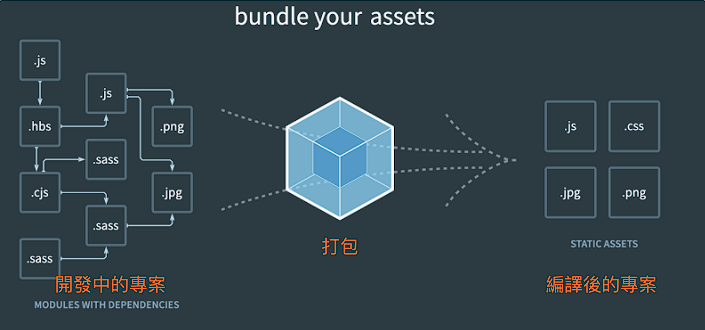 bundle your assets
.js
.js
.hbs
.png
.sass
.cjs
.jpg
.sass
.sass
打包
開發中的專案
MODULES WITH DEPENDENCIES
.js
.css
.jpg
.png
STATIC ASSETS
編譯後的專案